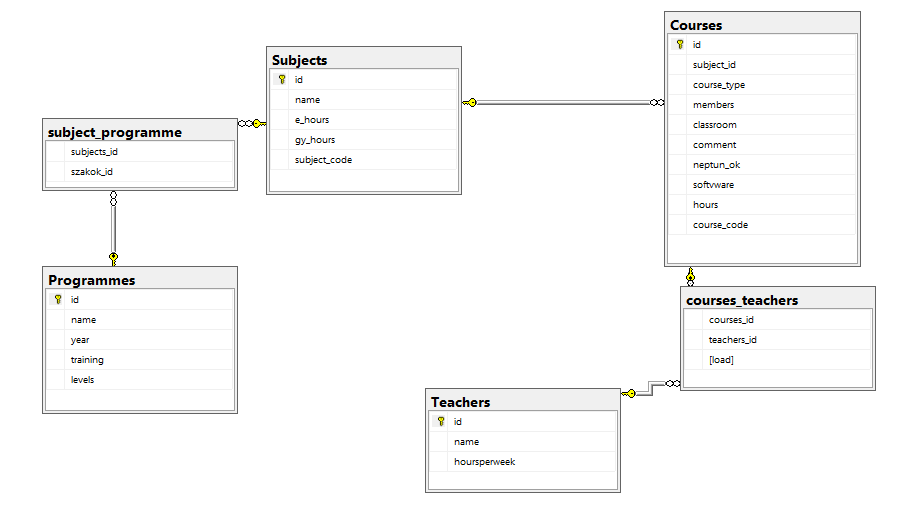 Courses
id
subject_id
course_type
members
classroom
comment
neptun_ok
softvware
hours
course_code
Subjects
id
name
e_hours
gy_hours
subject_code
subject_programme
subjects_id
szakok_id
Programmes
id
name
year
training
levels
courses_teachers
courses_id
teachers_id
[load]
Teachers
id
name
hoursperweek